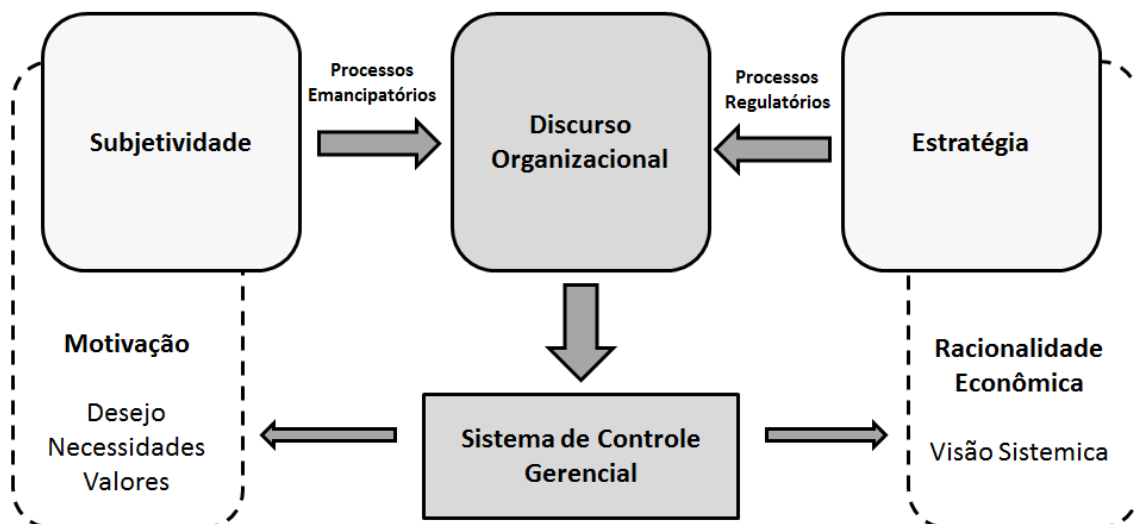 Subjetividade
Processos
Emancipatórios
Discurso
Organizacional
Processos
Regulatórios
Estratégia
Motivação
Desejo
Necessidades
Valores
Sistema de Controle
Gerencial
Racionalidade
Econômica
Visão Sistemica